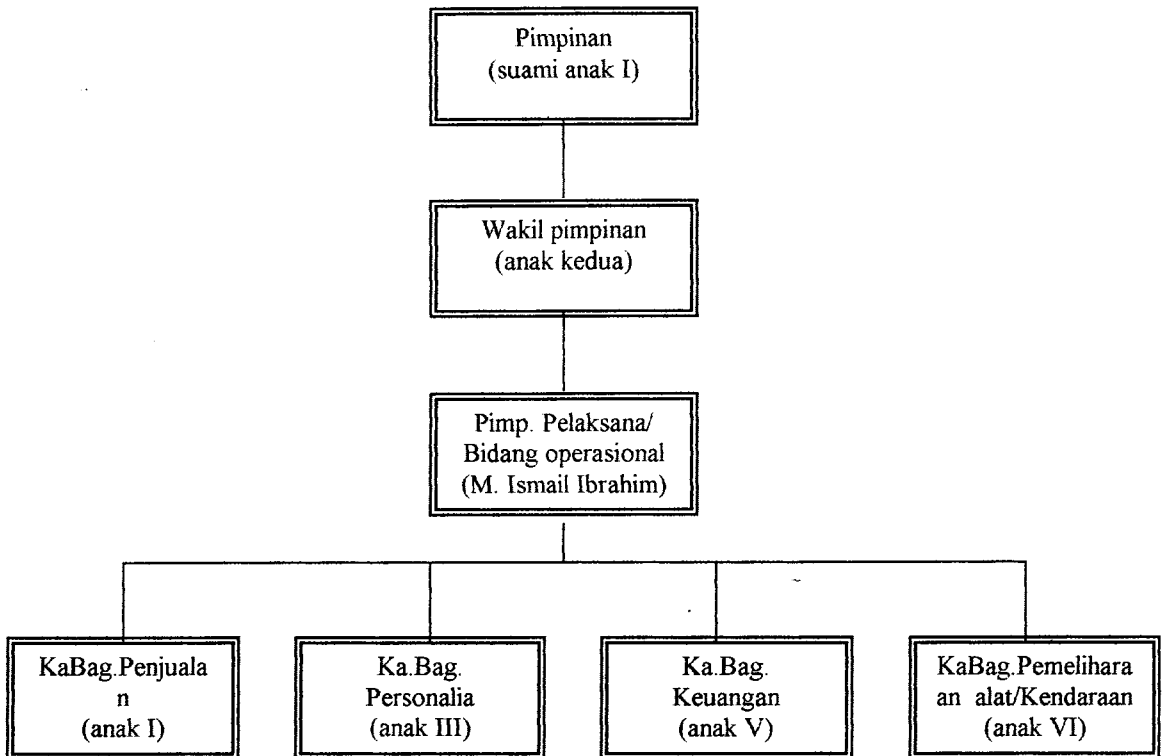 Pimpinan
(suami anak I)
Wakil pimpinan
(anak kedua)
Pimp. Pelaksana/
Bidang operasional
(M. Ismail Ibrahim)
KaBag.Penjuala
n
(anak I)
Ka.Bag.
Personalia
(anak III)
Ka.Bag.
Keuangan
(anak V)
KaBag.Pemelihara
an alat/Kendaraan
(anak VI)